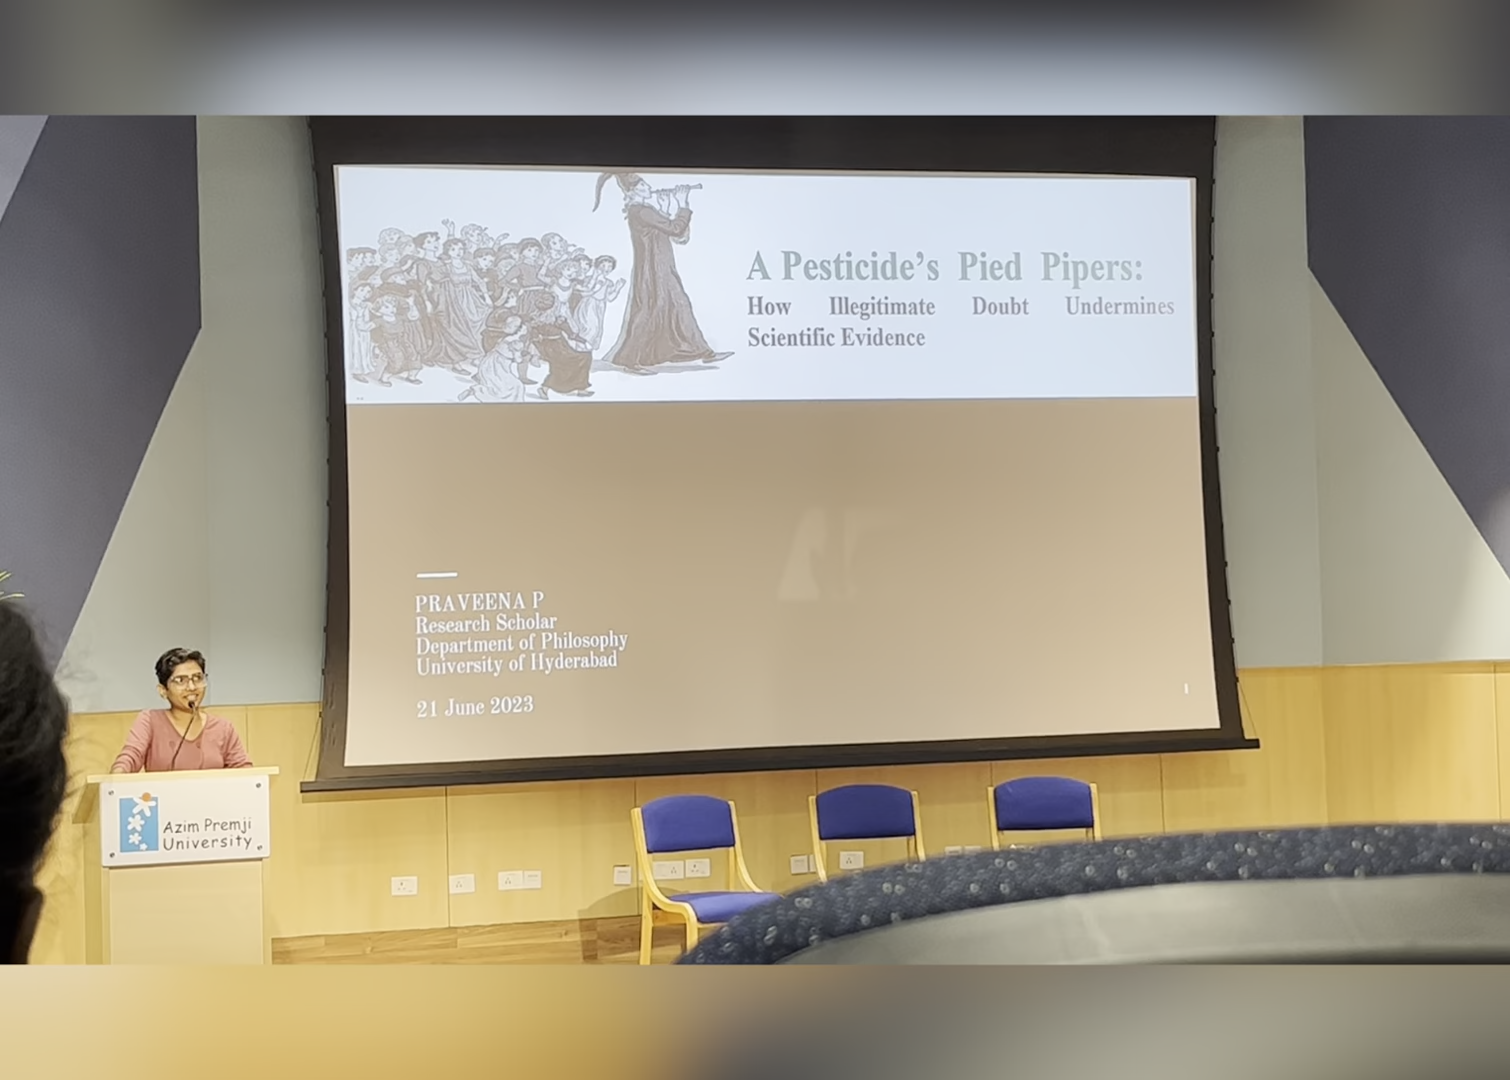 A Pesticide's Pied Pipers:
How Illegitimate Doubt Undermines
Scientific Evidence
PRAVEENA P
Research Scholar
Department of Philosophy
University of Hyderabad
21 June 2023
1
Azim Premji
University